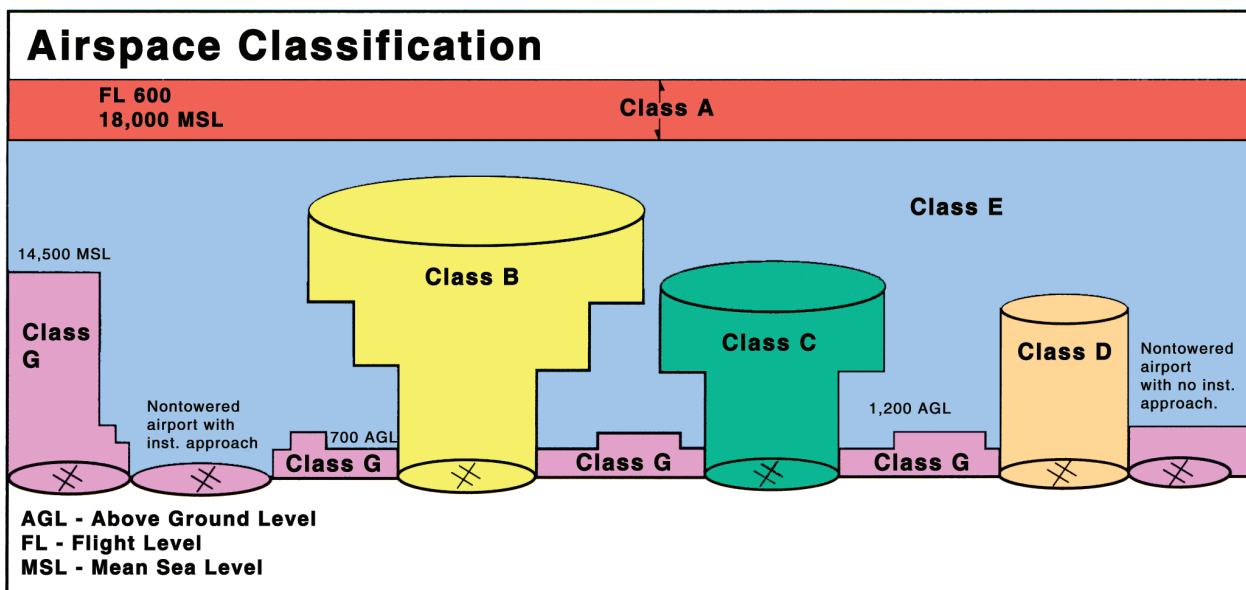 Airspace Classification
FL 600
18,000 MSL
Class A
Class E
14,500 MSL
Class B
Class
G
Class C
Class D
Nontowered
airport
with no inst.
approach.
Nontowered
airport with
inst. approach
700 AGL
1,200 AGL
Class G
Class G
Class G
AGL - Above Ground Level
FL - Flight Level
MSL - Mean Sea Level